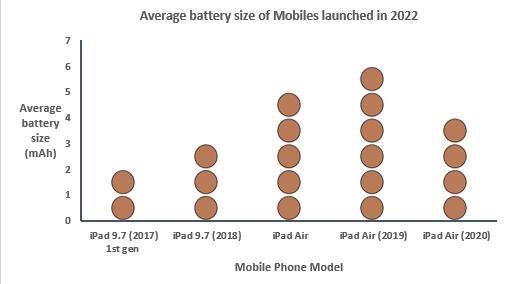 Average battery size of Mobiles launched in 2022
7
6
5
4
3
2
1
0
Average
battery
size
(mAh)
iPad 9.7 (2017)
1st gen
iPad 9.7 (2018)
iPad Air
iPad Air (2019)
iPad Air (2020)
Mobile Phone Model